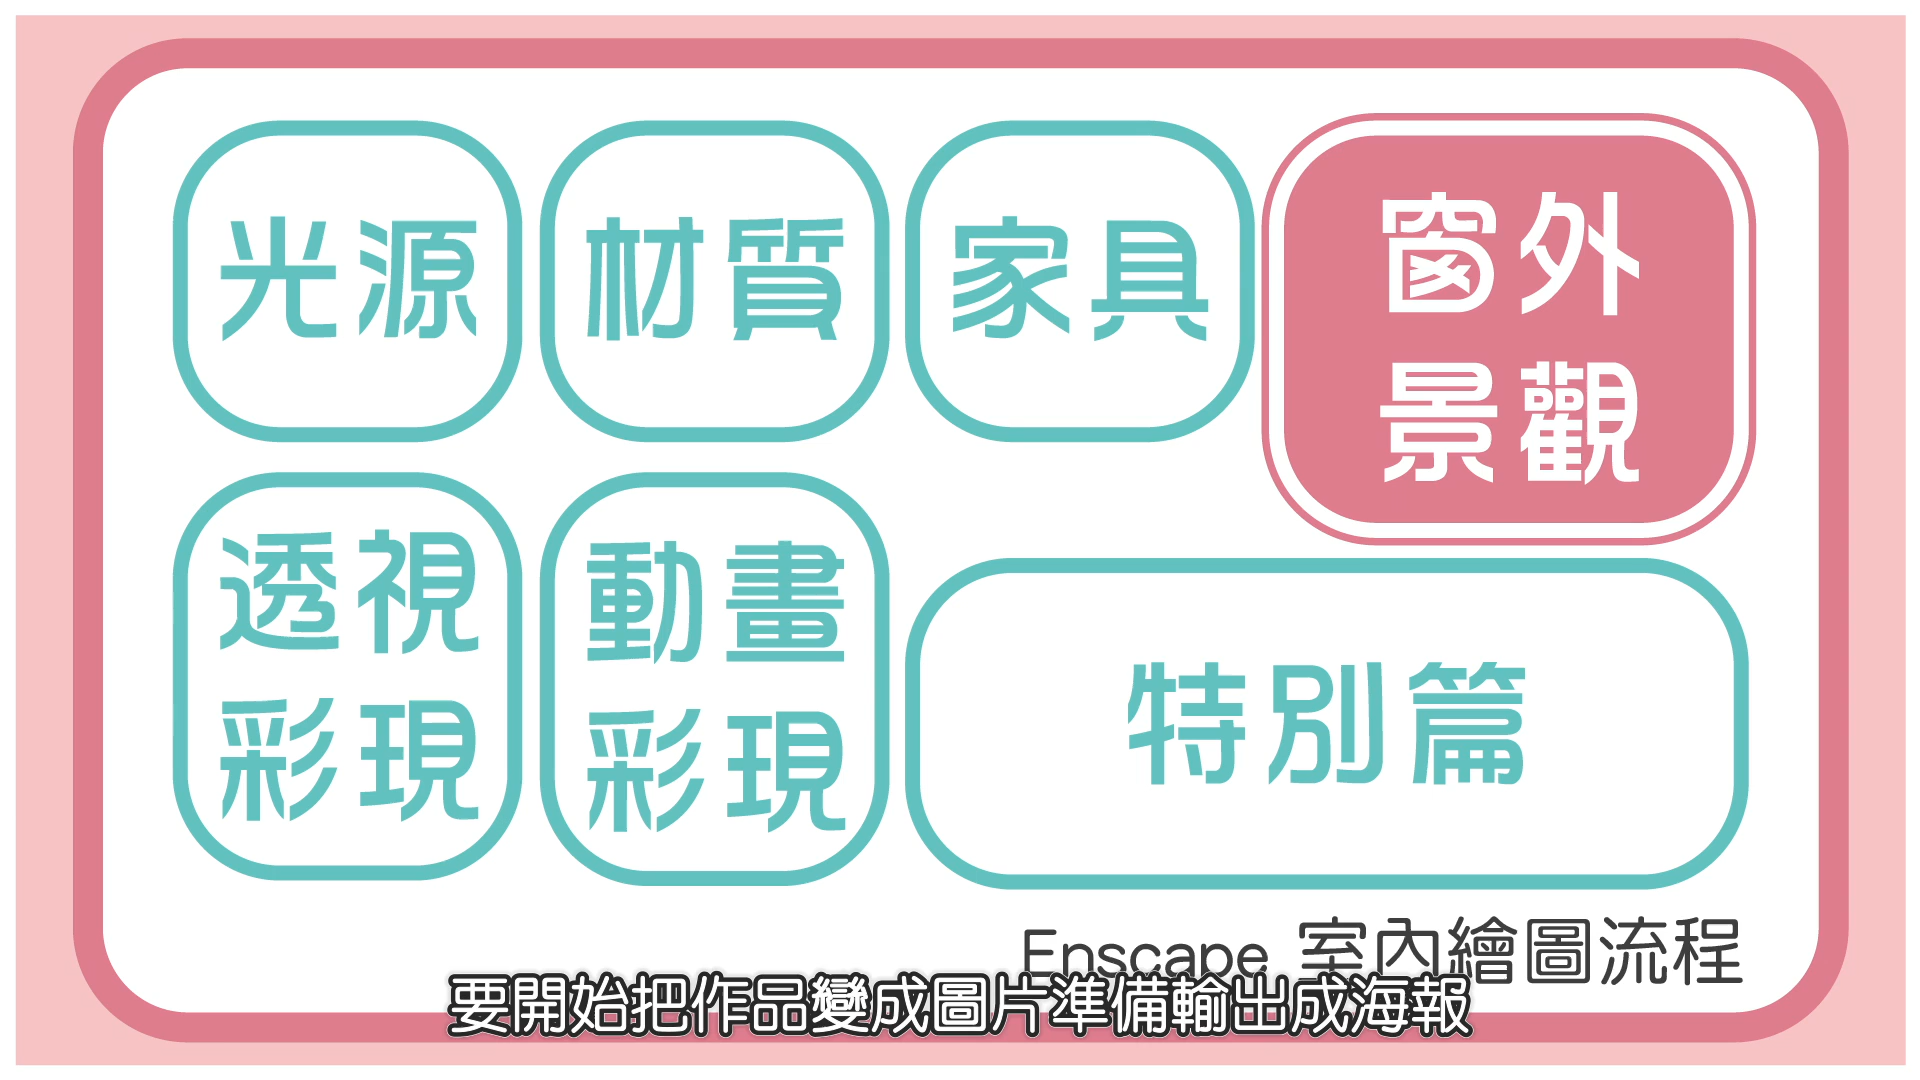 光源
材質
家具
窗外
景觀
透視
彩現
動畫
彩現
特別篇
Enscape 室內繪圖流程
要開始把作品變成圖片準備輸出成海報